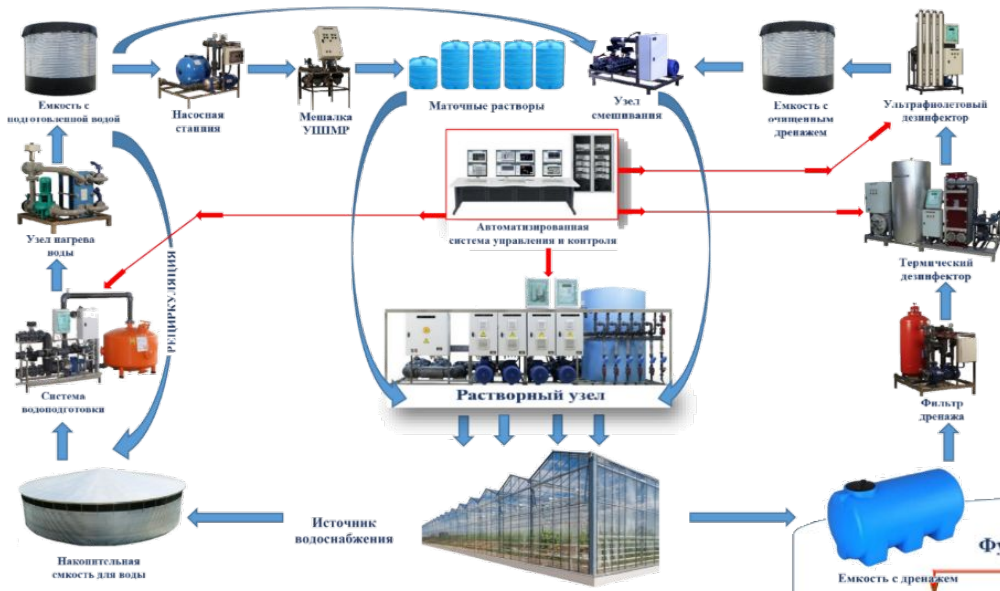 Емкость с
подготовленной водой
Насосная
станция
Мешалка
УШМР
Маточные растворы
Узел
смешивания
Емкость с
очищенным
дренажем
Ультрафиолетовый
дезинфектор
Узел нагрева
воды
РЕЦИРКУЛЯЦИЯ
Автоматизированная
система управления и контроля
Термический
дезинфектор
Система
водоподготовки
Растворный узел
Фильтр
дренажа
Источник
водоснабжения
Накопительная
емкость для воды
Емкость с дренажем
Фу